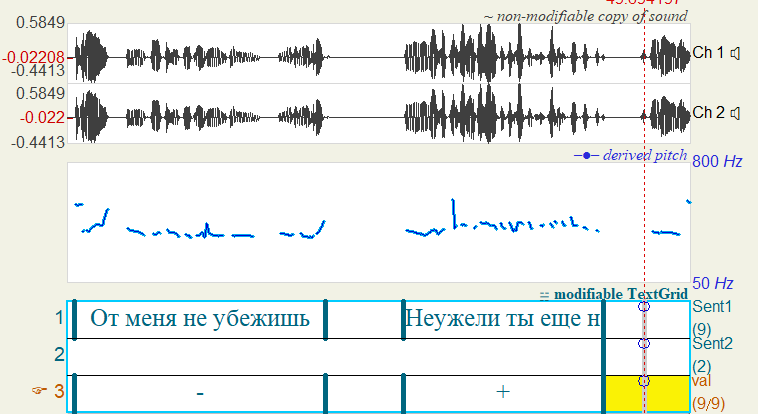 ~ non-modifiable copy of sound
0.5849
-0.02208
-0.4413
Ch 1
0.5849
-0.022
-0.4413
Ch 2
derived pitch
800 Hz
50 Hz
modifiable TextGrid
1
От меня не убежишь
Неужели ты еще н
Sent1
(9)
2
Sent2
(2)
☞ 3
-
+
val
(9/9)